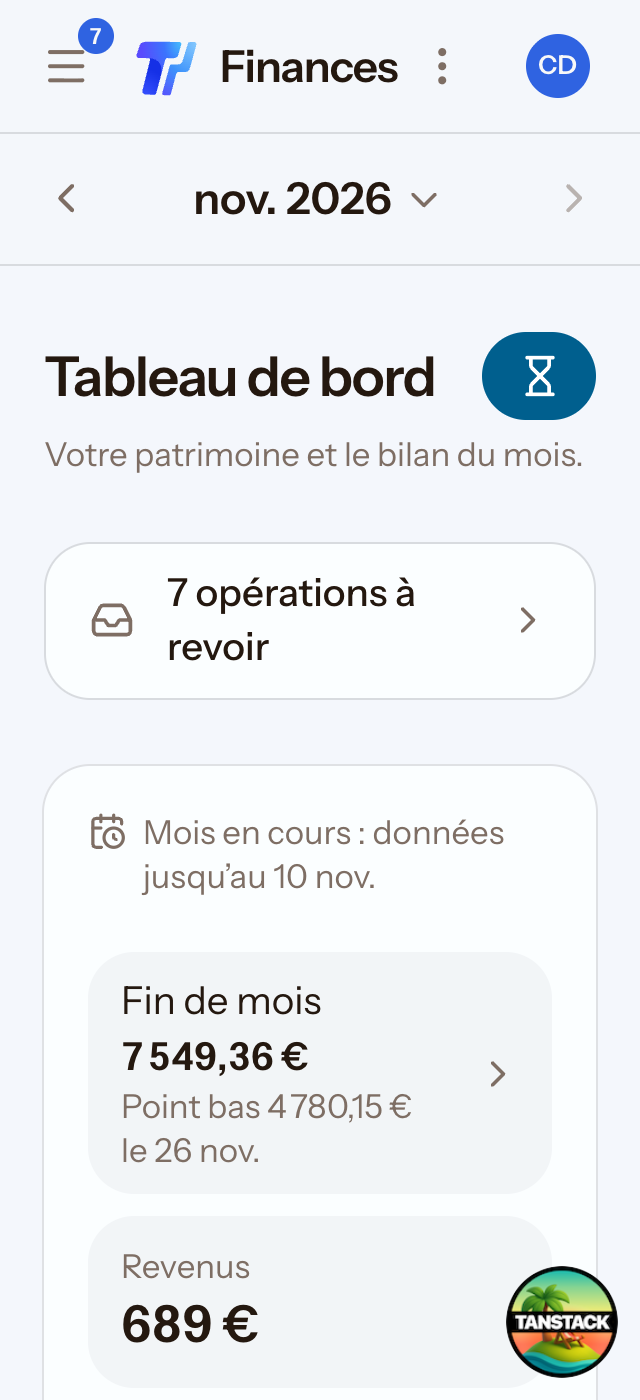 7
Finances
CD
nov. 2026
Tableau de bord
Votre patrimoine et le bilan du mois.
7 opérations à
revoir
Mois en cours : données
jusqu’au 10 nov.
Fin de mois
7 549,36 €
Point bas 4 780,15 €
le 26 nov.
Revenus
689 €
TANSTACK